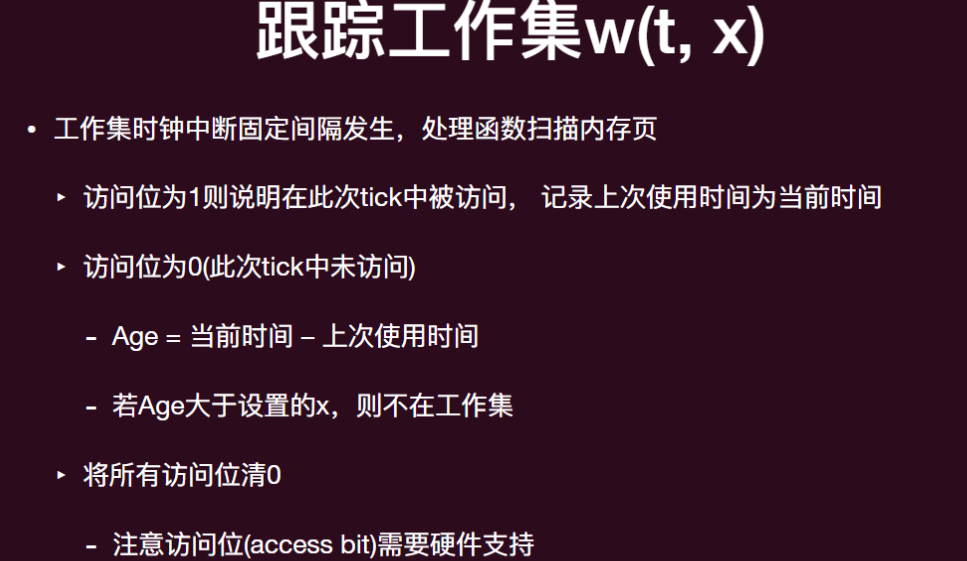 跟踪工作集w(t, x)
• 工作集时钟中断固定间隔发生，处理函数扫描内存页
‣ 访问位为1则说明在此次tick中被访问， 记录上次使用时间为当前时间
‣ 访问位为0(此次tick中未访问)
- Age = 当前时间 – 上次使用时间
- 若Age大于设置的x，则不在工作集
‣ 将所有访问位清0
- 注意访问位(access bit)需要硬件支持